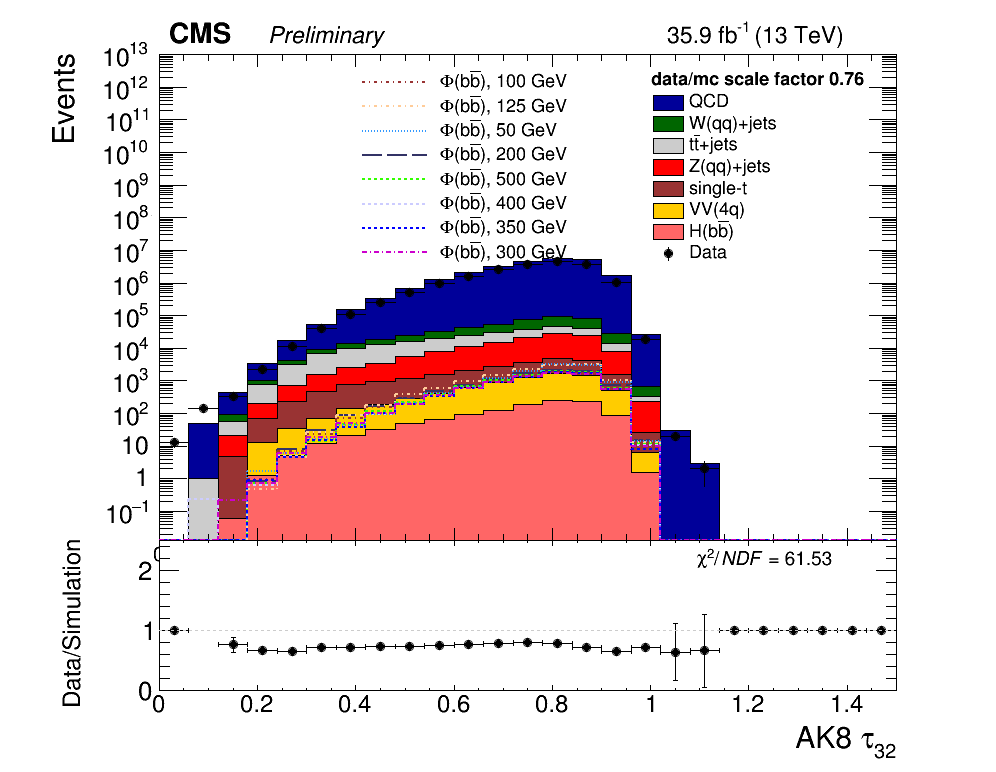 CMS Preliminary 35.9 fb⁻¹ (13 TeV)
Events
10¹³
10¹²
10¹¹
10¹⁰
10⁹
10⁸
10⁷
10⁶
10⁵
10⁴
10³
10²
10
1
10⁻¹
Φ(bb̅), 100 GeV
Φ(bb̅), 125 GeV
Φ(bb̅), 50 GeV
Φ(bb̅), 200 GeV
Φ(bb̅), 500 GeV
Φ(bb̅), 400 GeV
Φ(bb̅), 350 GeV
Φ(bb̅), 300 GeV
data/mc scale factor 0.76
QCD
W(qq)+jets
tt̅+jets
Z(qq)+jets
single-t
VV(4q)
H(bb̅)
Data
Data/Simulation
χ²/NDF = 61.53
2
1
0
0 0.2 0.4 0.6 0.8 1 1.2 1.4
AK8 τ₃₂